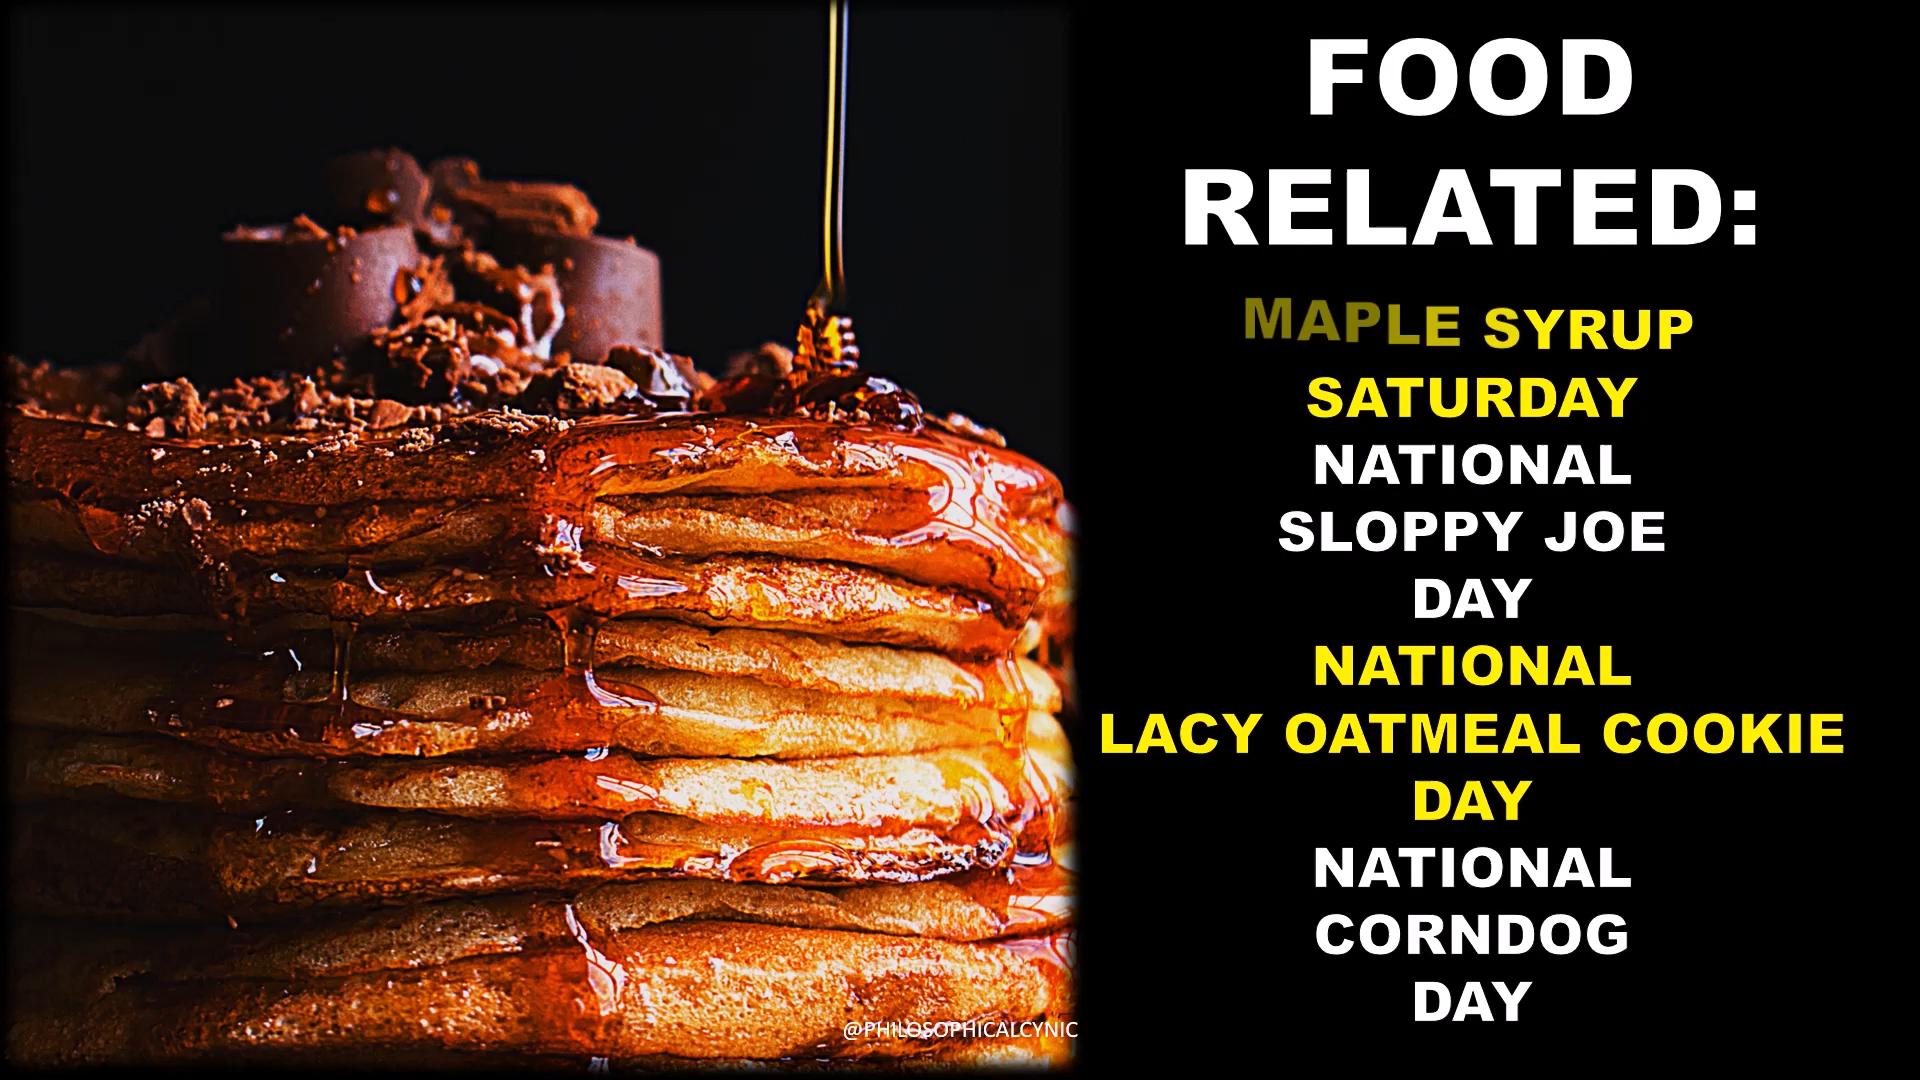 FOOD
RELATED:
MAPLE SYRUP
SATURDAY
NATIONAL
SLOPPY JOE
DAY
NATIONAL
LACY OATMEAL COOKIE
DAY
NATIONAL
CORNDOG
DAY
@PHILOSOPHICALCYNIC